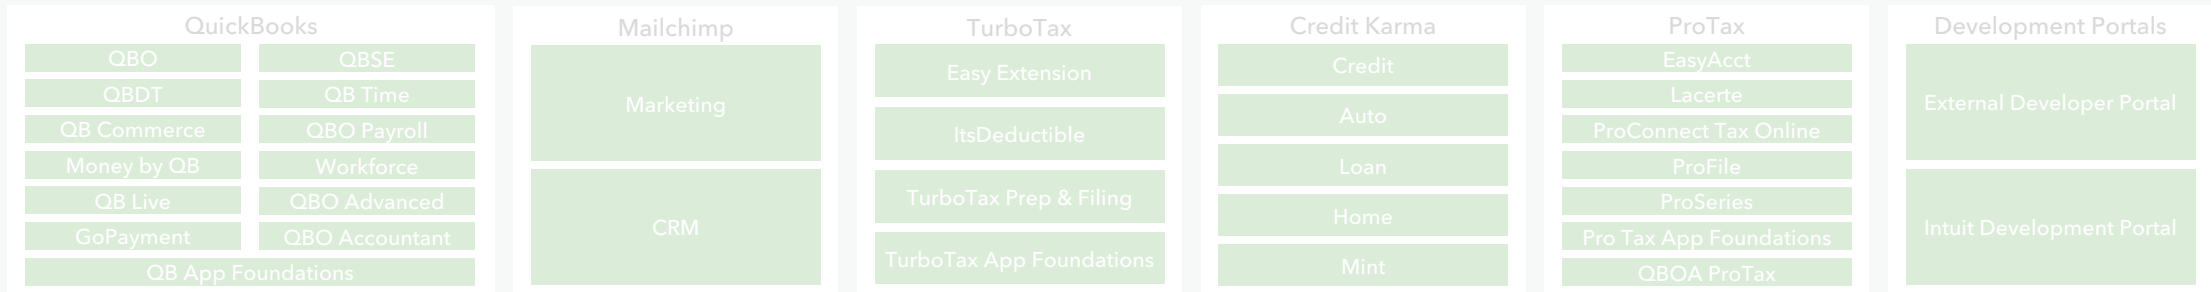 QuickBooks
QBO
QBSE
QBDT
QB Time
QB Commerce
QBO Payroll
Money by QB
Workforce
QB Live
QBO Advanced
GoPayment
QBO Accountant
QB App Foundations
Mailchimp
Marketing
CRM
TurboTax
Easy Extension
ItsDeductible
TurboTax Prep & Filing
TurboTax App Foundations
Credit Karma
Credit
Auto
Loan
Home
Mint
ProTax
EasyAcct
Lacerte
ProConnect Tax Online
ProFile
ProSeries
Pro Tax App Foundations
QBOA ProTax
Development Portals
External Developer Portal
Intuit Development Portal